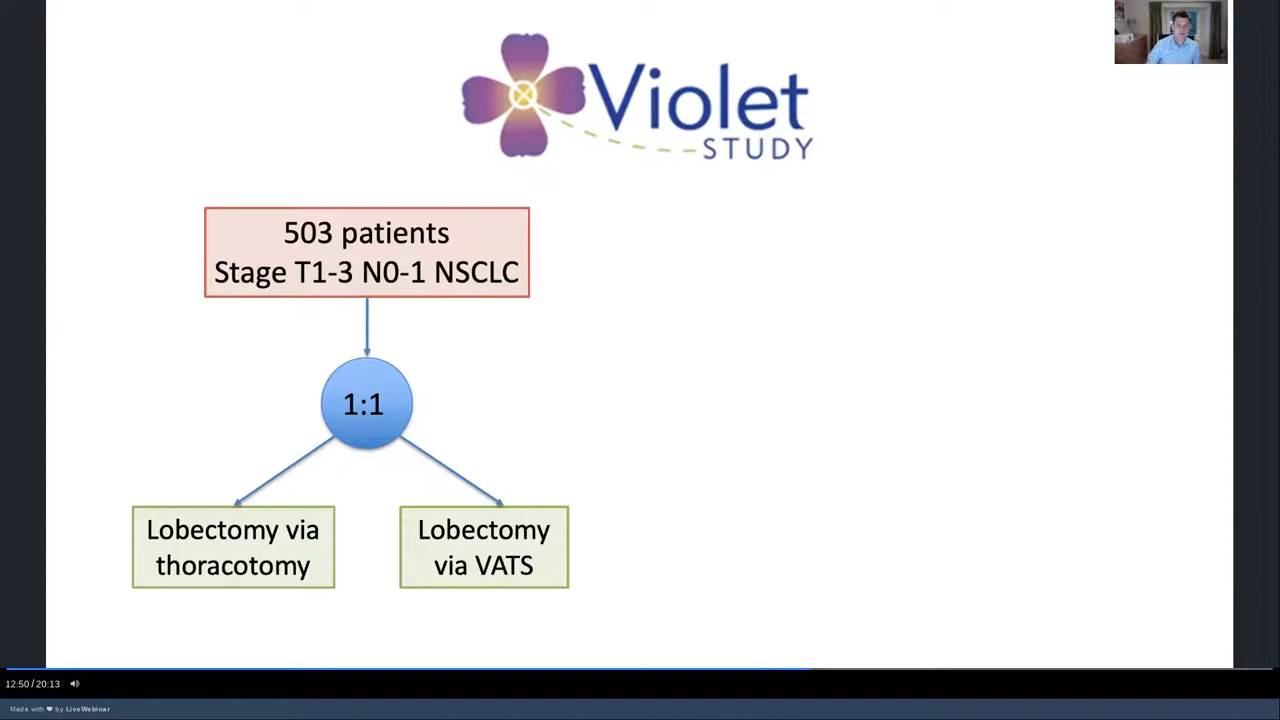 Violet
STUDY
503 patients
Stage T1-3 N0-1 NSCLC
1:1
Lobectomy via
thoracotomy
Lobectomy
via VATS
12:50 / 20:13
Made with ❤ by LiveWebinar